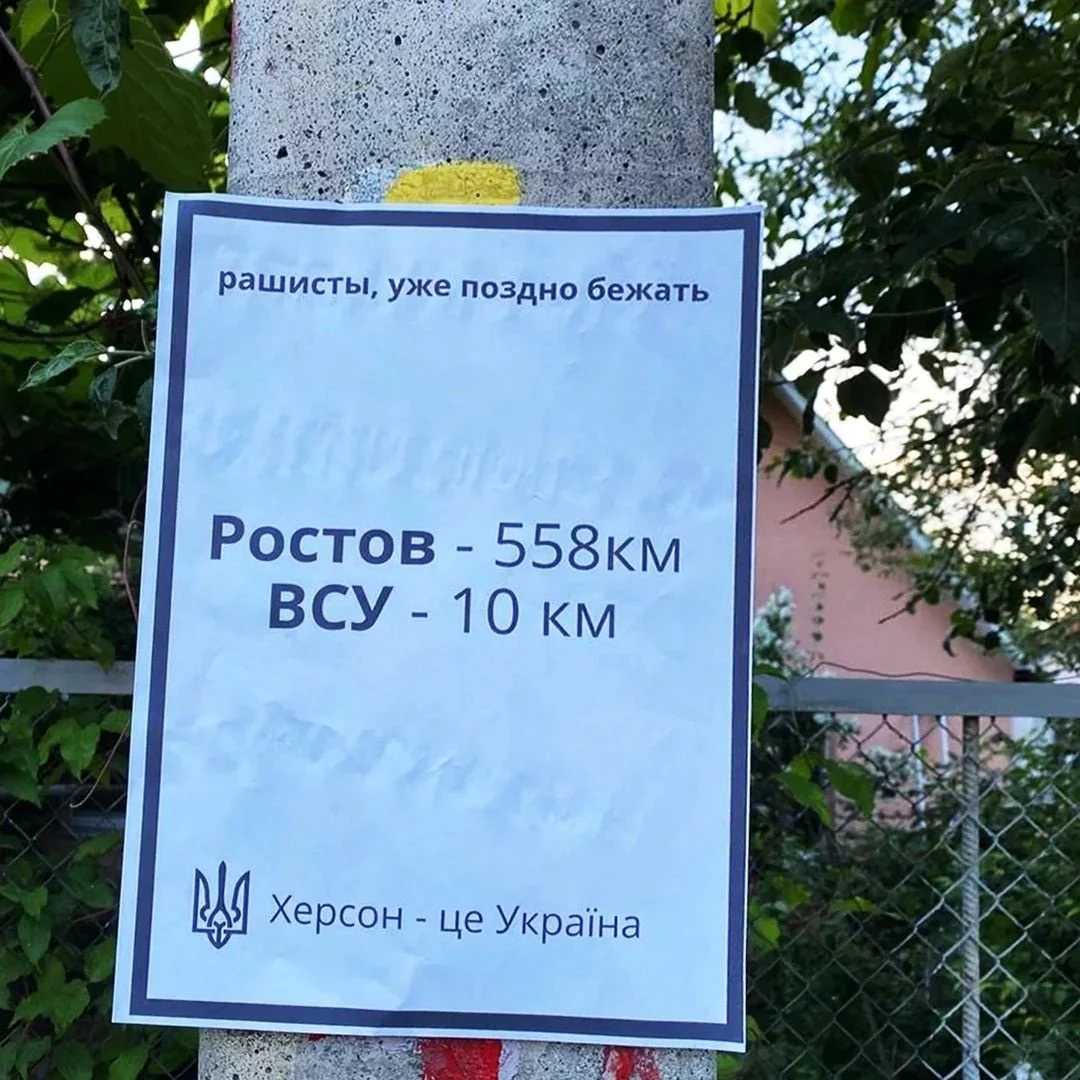 рашисты, уже поздно бежать
Ростов - 558км
ВСУ - 10 км
Херсон - це Україна